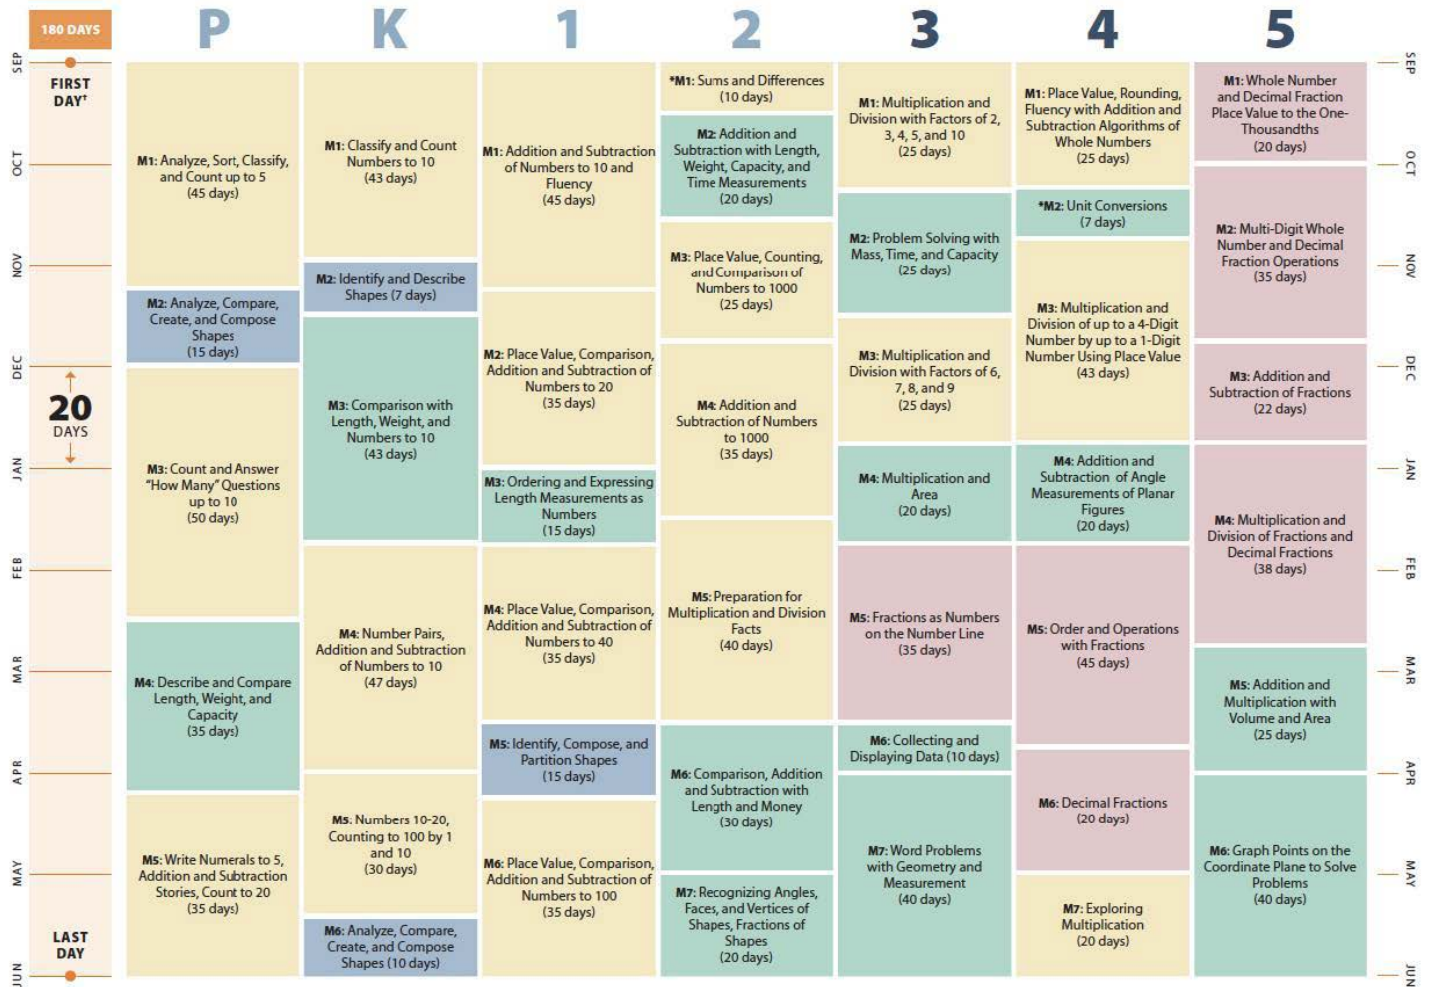 180 DAYS
P
K
1
2
3
4
5
SEP
OCT
NOV
DEC
JAN
FEB
MAR
APR
MAY
JUN
FIRST
DAY†
20
DAYS
LAST
DAY
M1: Analyze, Sort, Classify,
and Count up to 5
(45 days)
M2: Analyze, Compare,
Create, and Compose
Shapes
(15 days)
M3: Count and Answer
"How Many" Questions
up to 10
(50 days)
M4: Describe and Compare
Length, Weight, and
Capacity
(35 days)
M5: Write Numerals to 5,
Addition and Subtraction
Stories, Count to 20
(35 days)
M1: Classify and Count
Numbers to 10
(43 days)
M2: Identify and Describe
Shapes (7 days)
M3: Comparison with
Length, Weight, and
Numbers to 10
(43 days)
M4: Number Pairs,
Addition and Subtraction
of Numbers to 10
(47 days)
M5: Numbers 10-20,
Counting to 100 by 1
and 10
(30 days)
M6: Analyze, Compare,
Create, and Compose
Shapes (10 days)
M1: Addition and Subtraction
of Numbers to 10 and
Fluency
(45 days)
M2: Place Value, Comparison,
Addition and Subtraction of
Numbers to 20
(35 days)
M3: Ordering and Expressing
Length Measurements as
Numbers
(15 days)
M4: Place Value, Comparison,
Addition and Subtraction of
Numbers to 40
(35 days)
M5: Identify, Compose, and
Partition Shapes
(15 days)
M6: Place Value, Comparison,
Addition and Subtraction of
Numbers to 100
(35 days)
*M1: Sums and Differences
(10 days)
M2: Addition and
Subtraction with Length,
Weight, Capacity, and
Time Measurements
(20 days)
M3: Place Value, Counting,
and Comparison of
Numbers to 1000
(25 days)
M4: Addition and
Subtraction of Numbers
to 1000
(35 days)
M5: Preparation for
Multiplication and Division
Facts
(40 days)
M6: Comparison, Addition
and Subtraction with
Length and Money
(30 days)
M7: Recognizing Angles,
Faces, and Vertices of
Shapes, Fractions of
Shapes
(20 days)
M1: Multiplication and
Division with Factors of 2,
3, 4, 5, and 10
(25 days)
M2: Problem Solving with
Mass, Time, and Capacity
(25 days)
M3: Multiplication and
Division with Factors of 6,
7, 8, and 9
(25 days)
M4: Multiplication and
Area
(20 days)
M5: Fractions as Numbers
on the Number Line
(35 days)
M6: Collecting and
Displaying Data (10 days)
M7: Word Problems
with Geometry and
Measurement
(40 days)
M1: Place Value, Rounding,
Fluency with Addition and
Subtraction Algorithms of
Whole Numbers
(25 days)
*M2: Unit Conversions
(7 days)
M3: Multiplication and
Division of up to a 4-Digit
Number by up to a 1-Digit
Number Using Place Value
(43 days)
M4: Addition and
Subtraction of Angle
Measurements of Planar
Figures
(20 days)
M5: Order and Operations
with Fractions
(45 days)
M6: Decimal Fractions
(20 days)
M7: Exploring
Multiplication
(20 days)
M1: Whole Number
and Decimal Fraction
Place Value to the One-
Thousandths
(20 days)
M2: Multi-Digit Whole
Number and Decimal
Fraction Operations
(35 days)
M3: Addition and
Subtraction of Fractions
(22 days)
M4: Multiplication and
Division of Fractions and
Decimal Fractions
(38 days)
M5: Addition and
Multiplication with
Volume and Area
(25 days)
M6: Graph Points on the
Coordinate Plane to Solve
Problems
(40 days)
SEP
OCT
NOV
DEC
JAN
FEB
MAR
APR
MAY
JUN